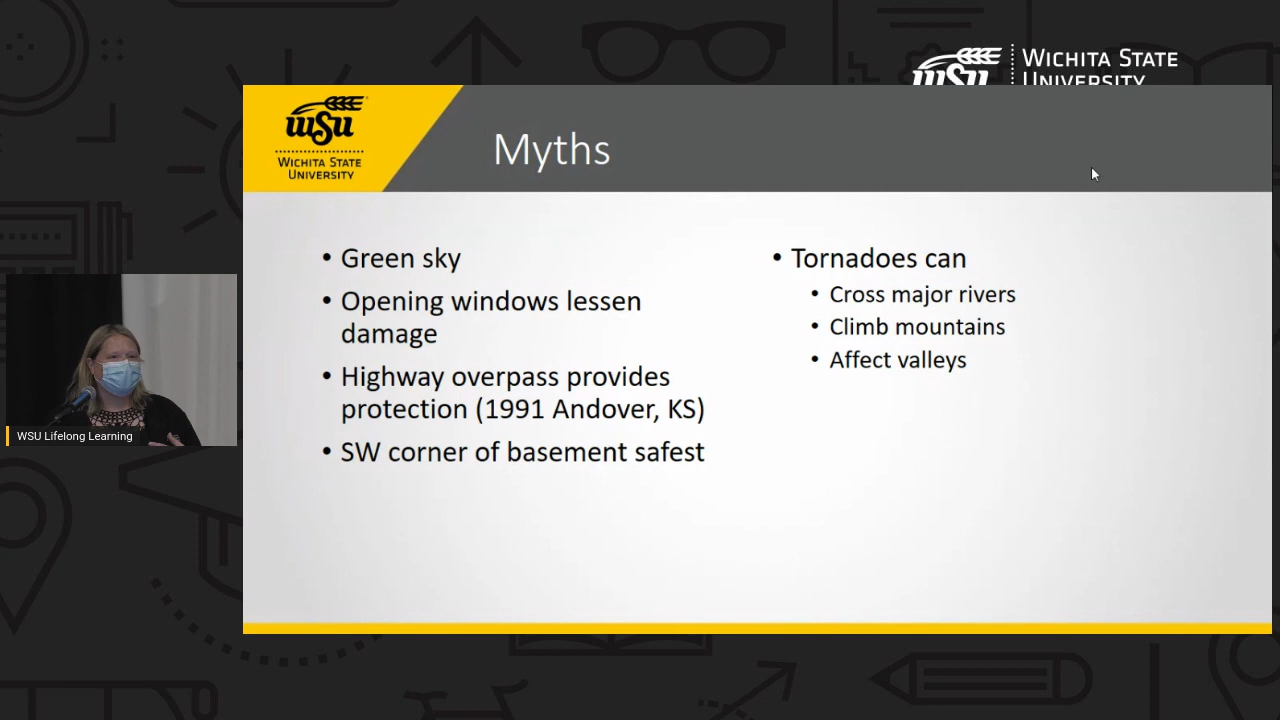 WICHITA STATE
UNIVERSITY
wsu
wsu
WICHITA STATE
UNIVERSITY
Myths
• Green sky
• Opening windows lessen
damage
• Highway overpass provides
protection (1991 Andover, KS)
• SW corner of basement safest
• Tornadoes can
• Cross major rivers
• Climb mountains
• Affect valleys
WSU Lifelong Learning